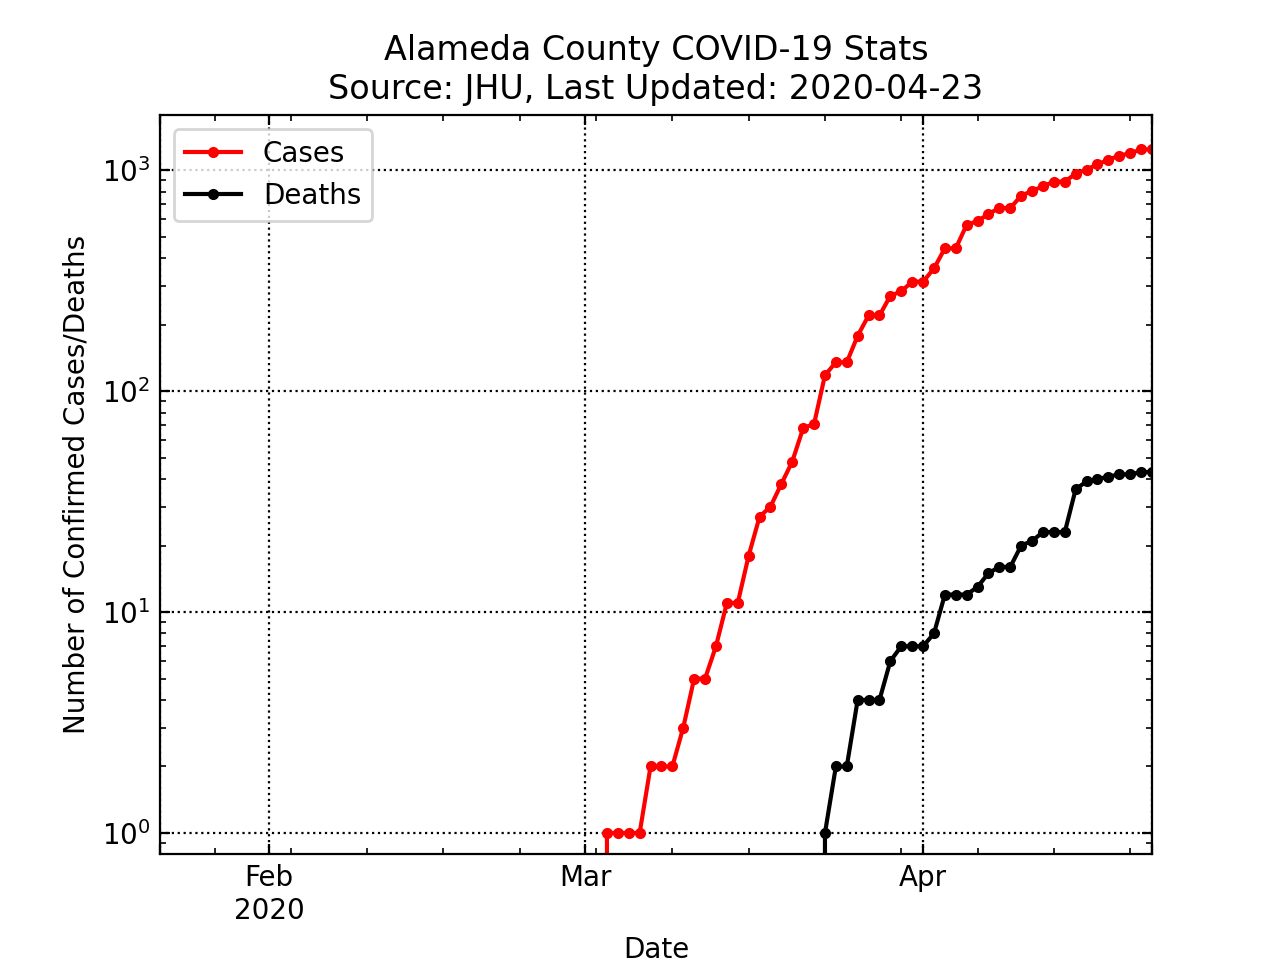 Alameda County COVID-19 Stats
Source: JHU, Last Updated: 2020-04-23
Cases
Deaths
10³
10²
10¹
10⁰
Number of Confirmed Cases/Deaths
Feb
2020
Mar
Apr
Date